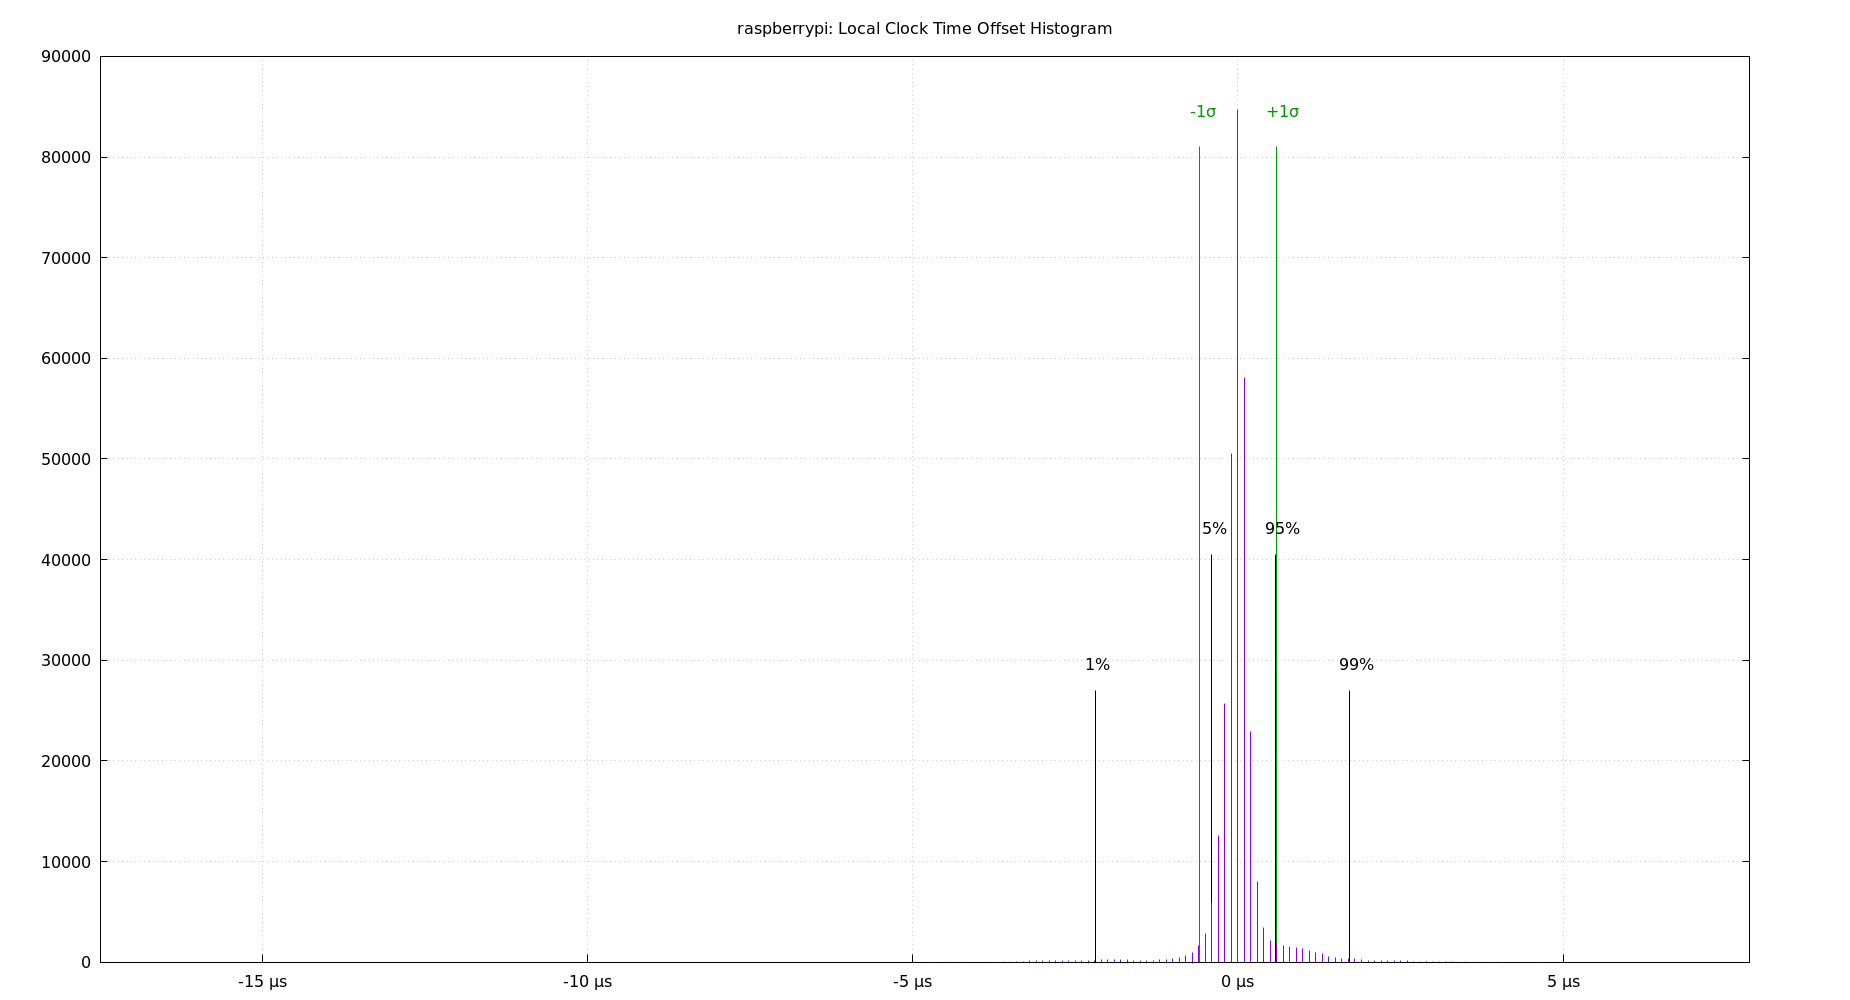 raspberrypi: Local Clock Time Offset Histogram
90000
-1σ
+1σ
80000
70000
60000
50000
5%
95%
40000
30000
1%
99%
20000
10000
0
-15 µs
-10 µs
-5 µs
0 µs
5 µs